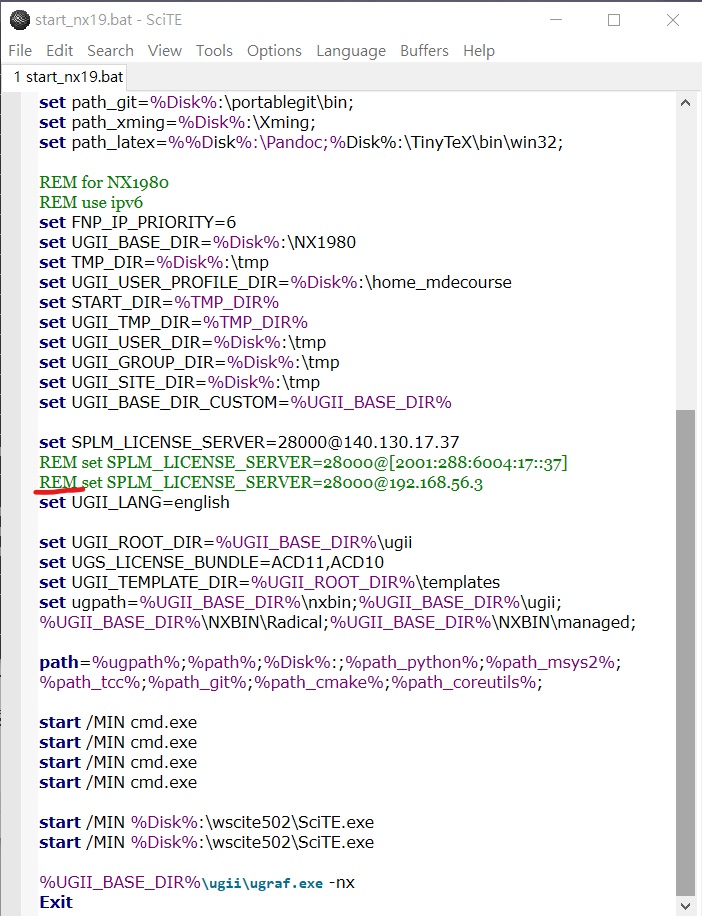 start_nx19.bat - SciTE
File Edit Search View Tools Options Language Buffers Help
1 start_nx19.bat
set path_git=%Disk%:\portablegit\bin;
set path_xming=%Disk%:\Xming;
set path_latex=%%Disk%:\Pandoc;%Disk%:\TinyTeX\bin\win32;
REM for NX1980
REM use ipv6
set FNP_IP_PRIORITY=6
set UGII_BASE_DIR=%Disk%:\NX1980
set TMP_DIR=%Disk%:\tmp
set UGII_USER_PROFILE_DIR=%Disk%:\home_mdecourse
set START_DIR=%TMP_DIR%
set UGII_TMP_DIR=%TMP_DIR%
set UGII_USER_DIR=%Disk%:\tmp
set UGII_GROUP_DIR=%Disk%:\tmp
set UGII_SITE_DIR=%Disk%:\tmp
set UGII_BASE_DIR_CUSTOM=%UGII_BASE_DIR%
set SPLM_LICENSE_SERVER=28000@140.130.17.37
REM set SPLM_LICENSE_SERVER=28000@[2001:288:6004:17::37]
REM set SPLM_LICENSE_SERVER=28000@192.168.56.3
set UGII_LANG=english
set UGII_ROOT_DIR=%UGII_BASE_DIR%\ugii
set UGS_LICENSE_BUNDLE=ACD11,ACD10
set UGII_TEMPLATE_DIR=%UGII_ROOT_DIR%\templates
set ugpath=%UGII_BASE_DIR%\nxbin;%UGII_BASE_DIR%\ugii;
%UGII_BASE_DIR%\NXBIN\Radical;%UGII_BASE_DIR%\NXBIN\managed;
path=%ugpath%;%path%;%Disk%:;%path_python%;%path_msys2%;
%path_tcc%;%path_git%;%path_cmake%;%path_coreutils%;
start /MIN cmd.exe
start /MIN cmd.exe
start /MIN cmd.exe
start /MIN cmd.exe
start /MIN %Disk%:\wscite502\SciTE.exe
start /MIN %Disk%:\wscite502\SciTE.exe
%UGII_BASE_DIR%\ugii\ugraf.exe -nx
Exit